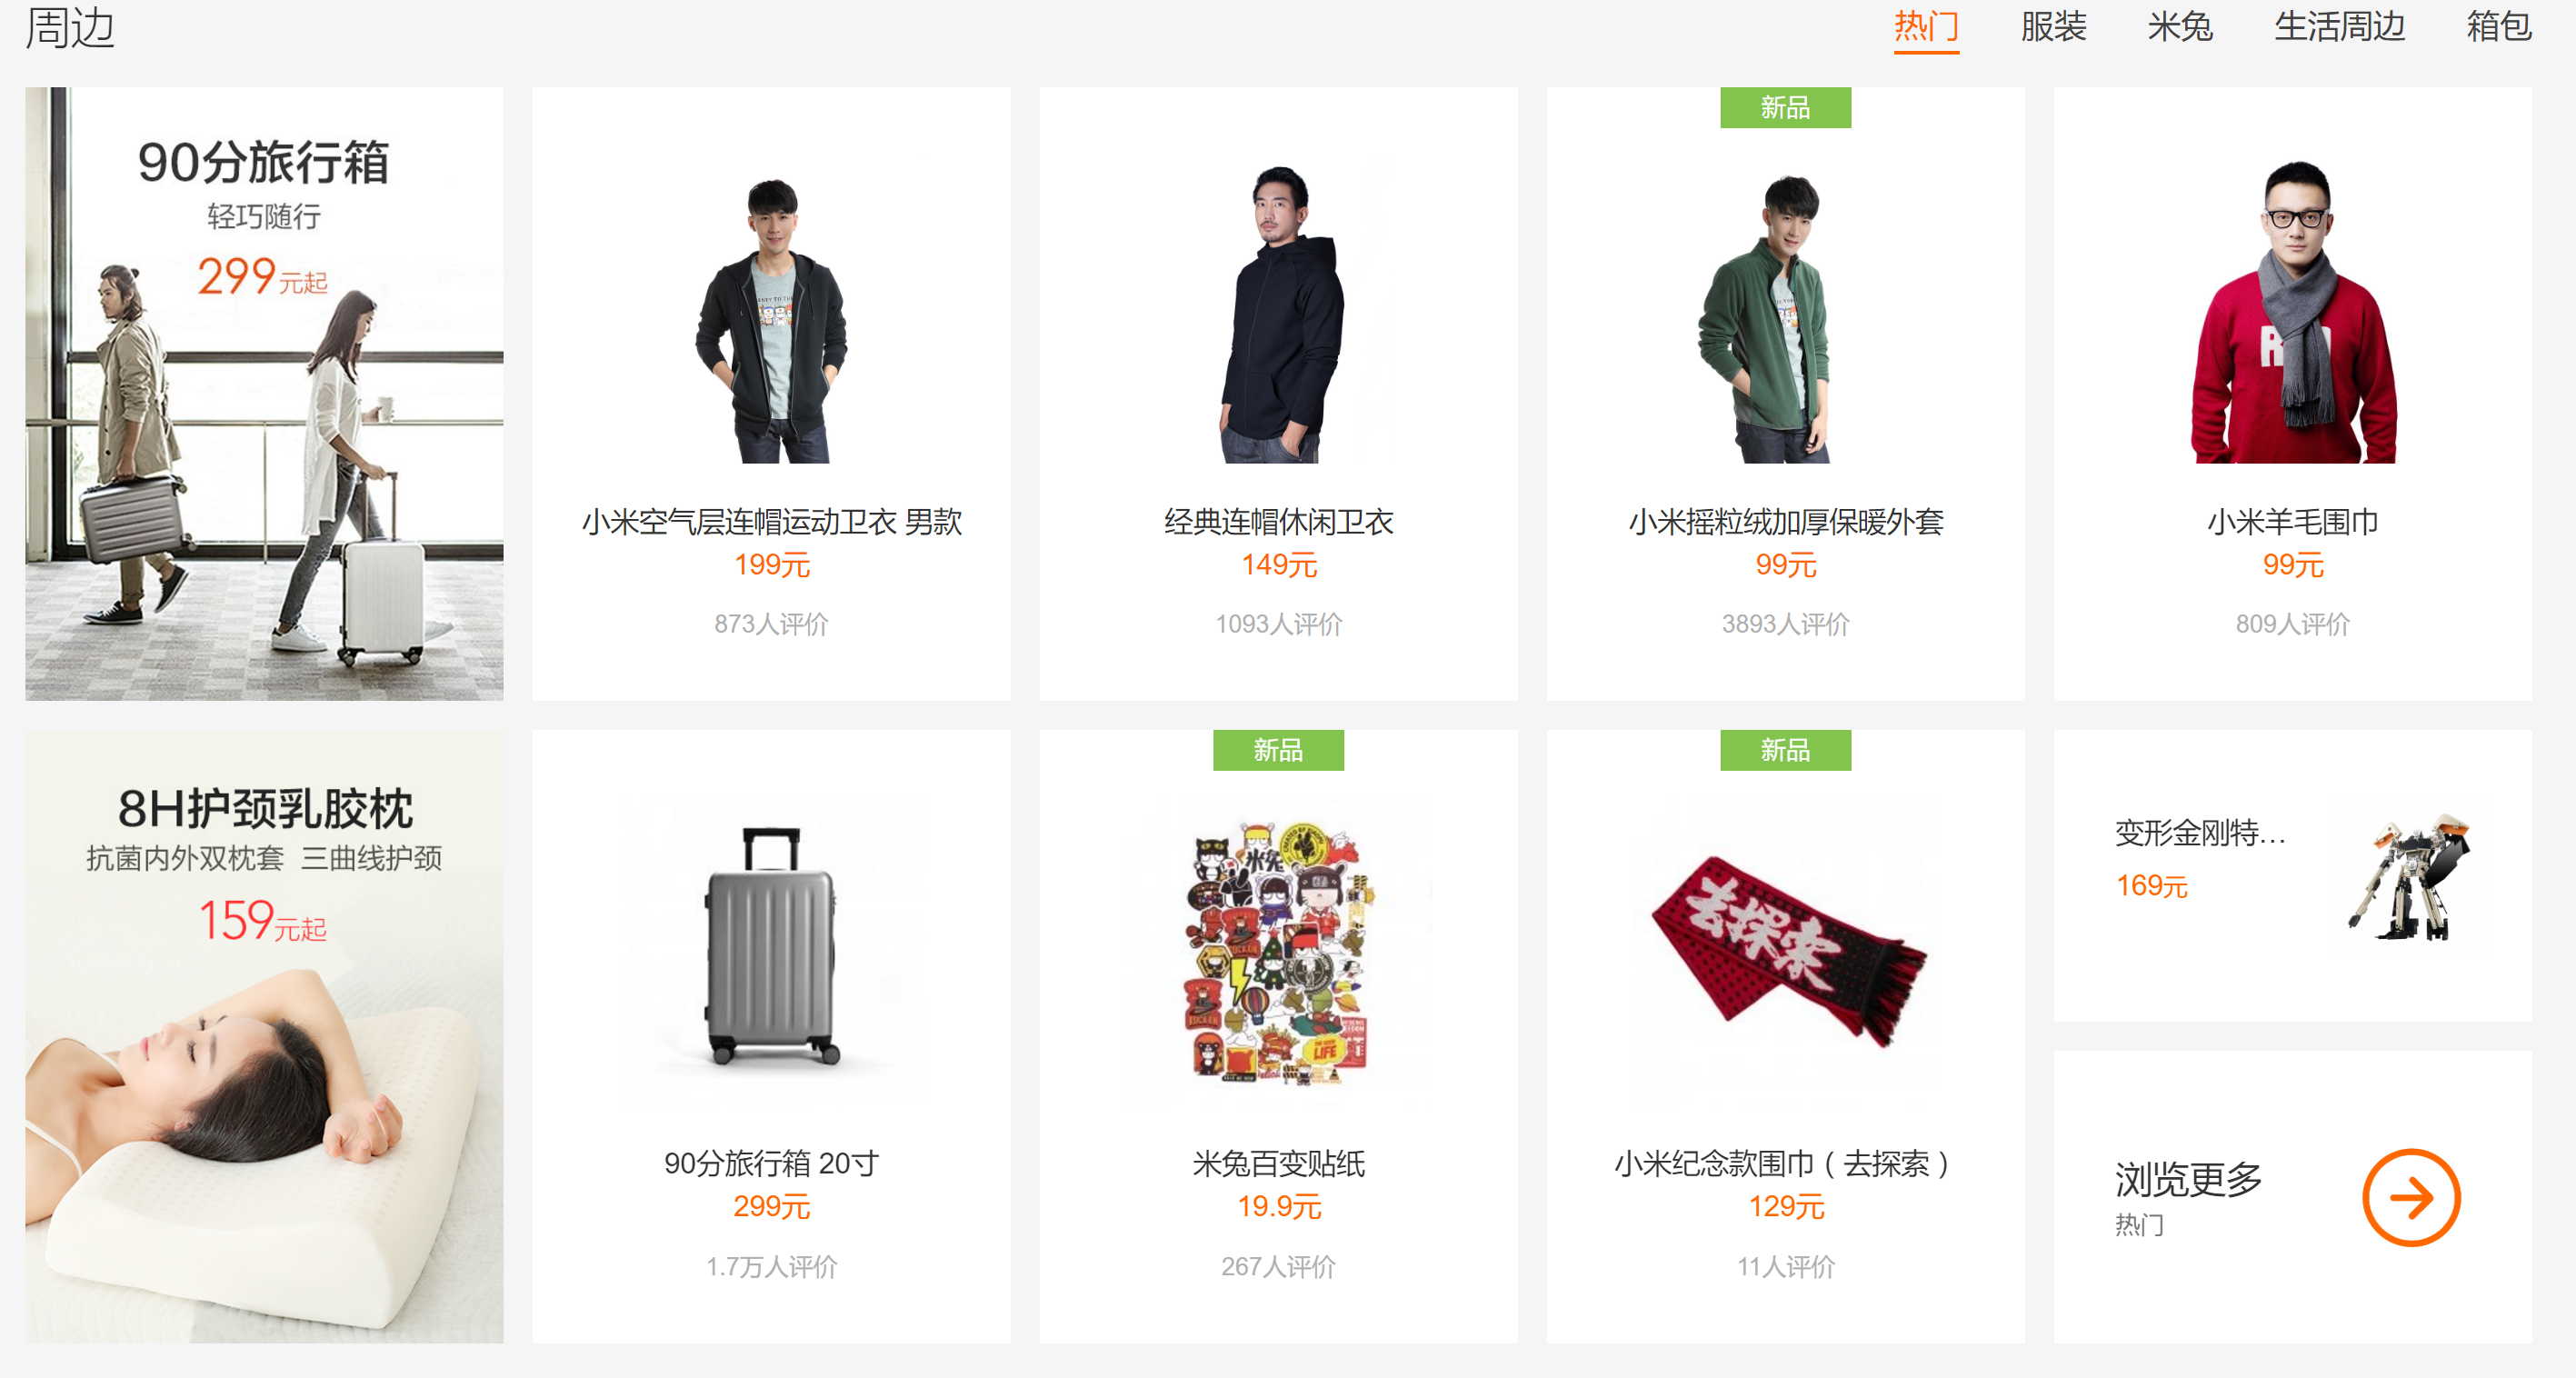 周边
热门 服装 米兔 生活周边 箱包
90分旅行箱
轻巧随行
299元起
小米空气层连帽运动卫衣 男款
199元
873人评价
经典连帽休闲卫衣
149元
1093人评价
新品
小米摇粒绒加厚保暖外套
99元
3893人评价
小米羊毛围巾
99元
809人评价
8H护颈乳胶枕
抗菌内外双枕套 三曲线护颈
159元起
90分旅行箱 20寸
299元
1.7万人评价
新品
米兔
LIFE
米兔百变贴纸
19.9元
267人评价
新品
去探索
小米纪念款围巾（去探索）
129元
11人评价
变形金刚特...
169元
浏览更多
热门